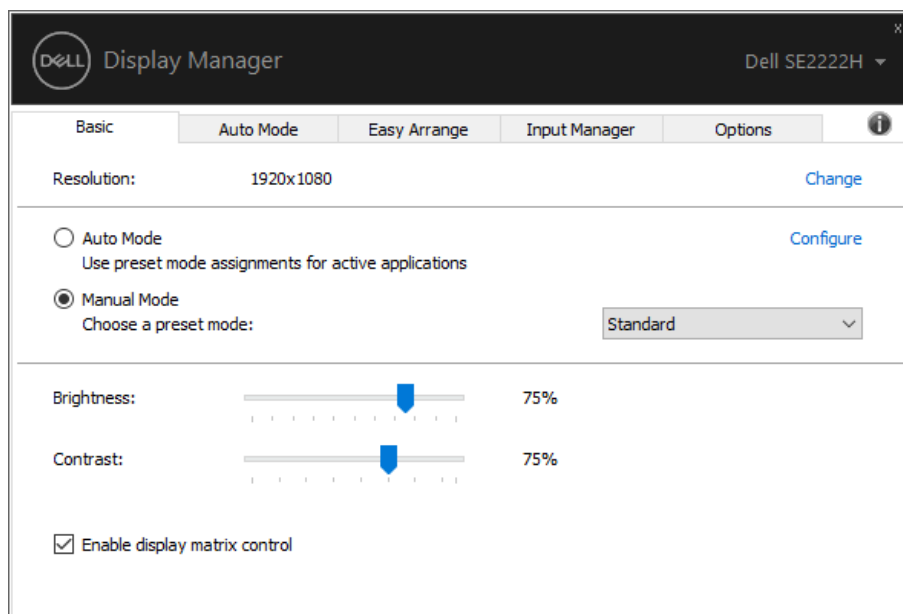 DELL Display Manager
x
Dell SE2222H
Basic Auto Mode Easy Arrange Input Manager Options i
Resolution: 1920x1080 Change
Auto Mode Configure
Use preset mode assignments for active applications
Manual Mode
Choose a preset mode: Standard
Brightness: 75%
Contrast: 75%
Enable display matrix control